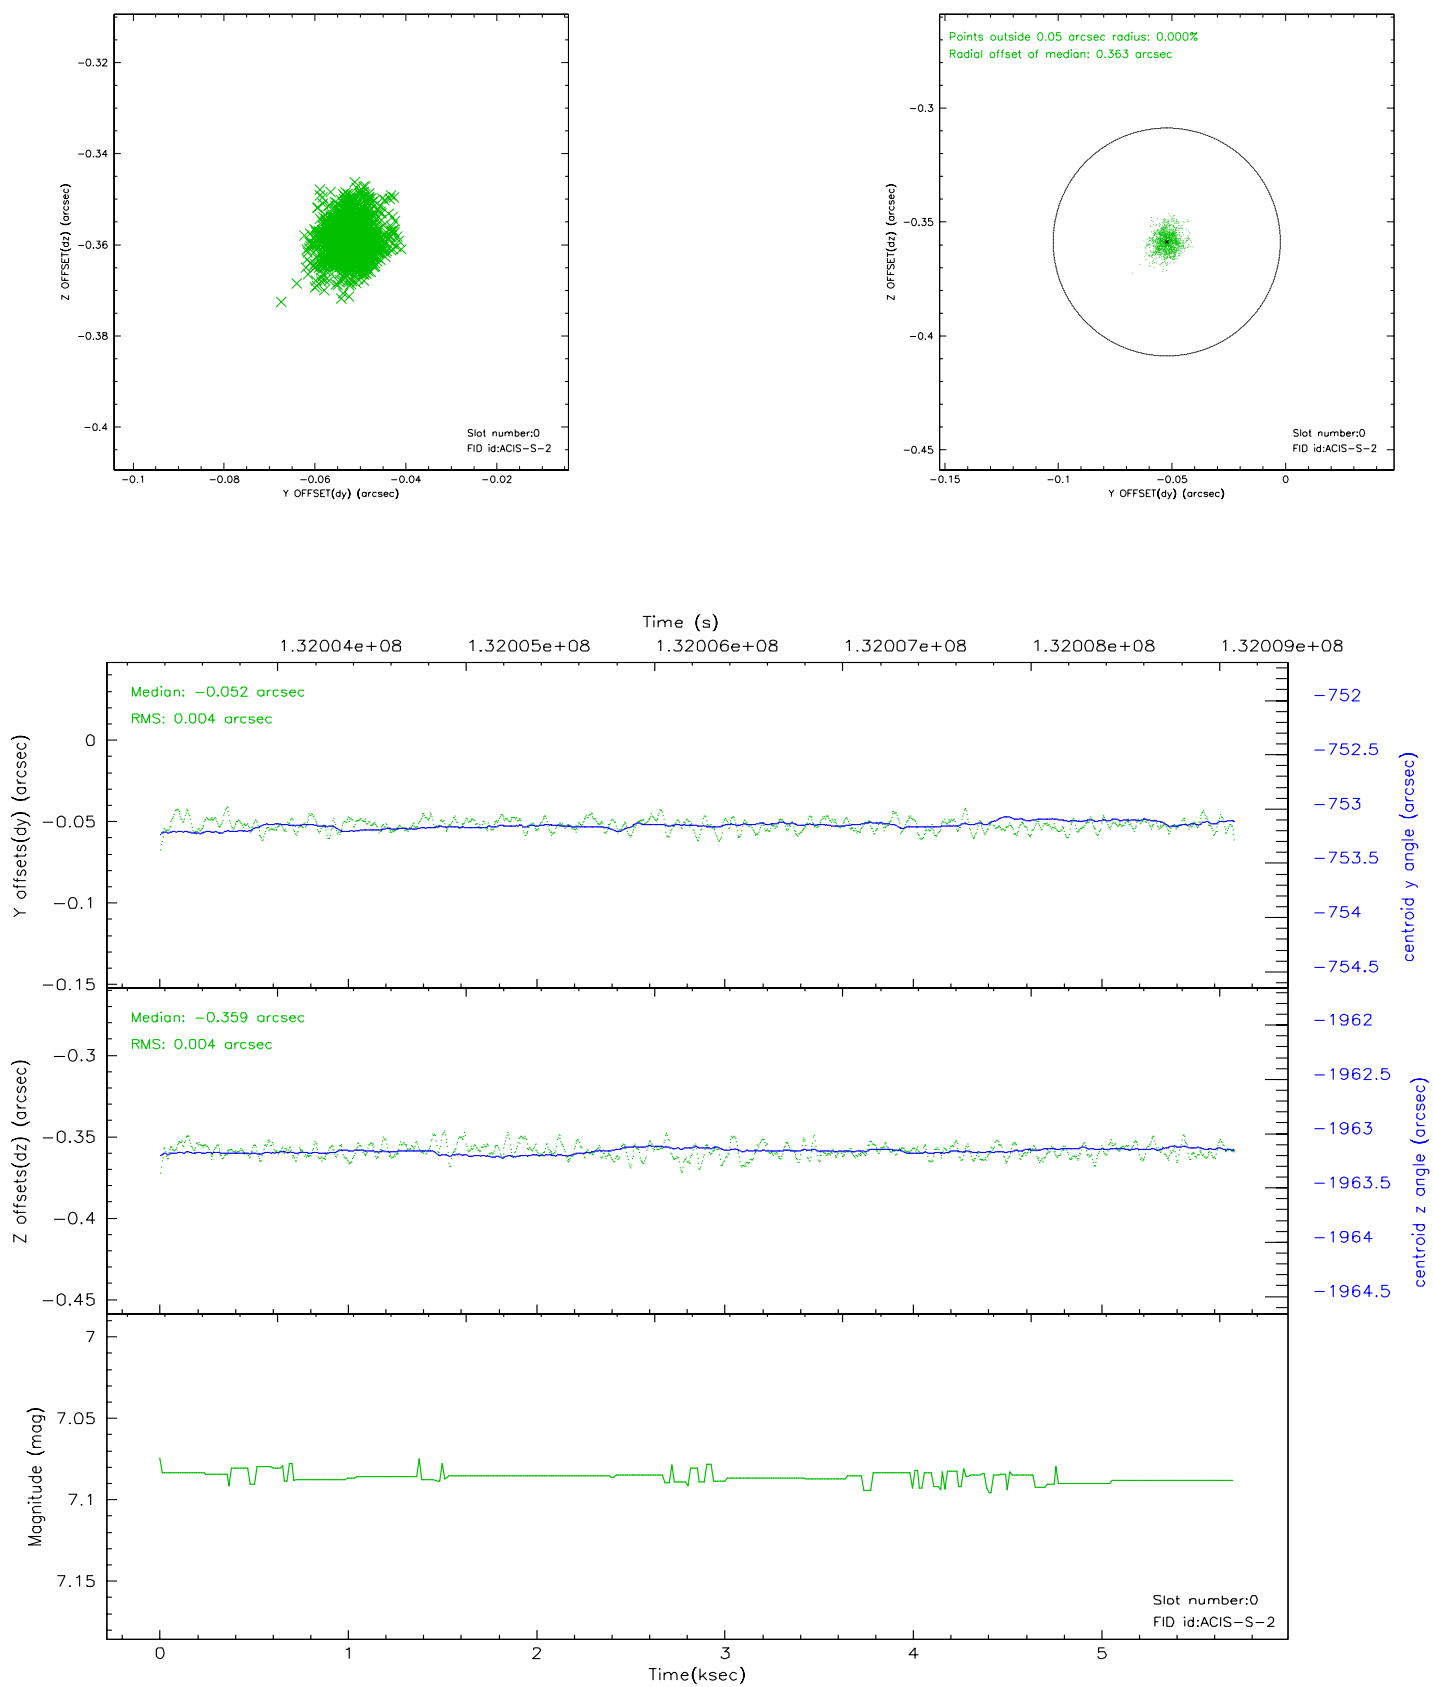 Z OFFSET(dz) (arcsec)
-0.32
-0.34
-0.36
-0.38
-0.4
Slot number:0
FID id:ACIS-S-2
-0.1
-0.08
-0.06
-0.04
-0.02
Y OFFSET(dy) (arcsec)
Points outside 0.05 arcsec radius: 0.000%
Radial offset of median: 0.363 arcsec
Z OFFSET(dz) (arcsec)
-0.3
-0.35
-0.4
-0.45
Slot number:0
FID id:ACIS-S-2
-0.15
-0.1
-0.05
0
Y OFFSET(dy) (arcsec)
Time (s)
1.32004e+08
1.32005e+08
1.32006e+08
1.32007e+08
1.32008e+08
1.32009e+08
Median: -0.052 arcsec
RMS: 0.004 arcsec
Y offsets(dy) (arcsec)
0
-0.05
-0.1
-0.15
-752
-752.5
-753
-753.5
-754
-754.5
centroid y angle (arcsec)
Median: -0.359 arcsec
RMS: 0.004 arcsec
Z offsets(dz) (arcsec)
-0.3
-0.35
-0.4
-0.45
-1962
-1962.5
-1963
-1963.5
-1964
-1964.5
centroid z angle (arcsec)
Magnitude (mag)
7
7.05
7.1
7.15
Slot number:0
FID id:ACIS-S-2
0
1
2
3
4
5
Time(ksec)